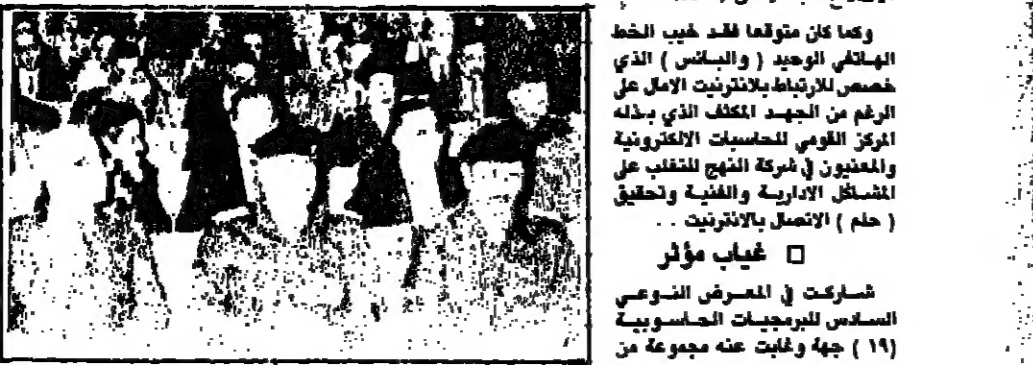 وكما كان متوقعا فقد خيب الخط
الهاتفي الوحيد ( والبائس ) الذي
خصص للارتباط بلانترنيت الامال على
الرغم من الجهد المكثف الذي بذله
المركز القومي للحاسبات الالكترونية
والمعنيون في شركة النهج للتغلب على
المشاكل الادارية والفنية وتحقيق
( حلم ) الاتصال بالانترنيت . .
□ غياب مؤثر
شاركت في المعرض النوعي
السادس للبرمجيات الحاسوبية
(١٩ ) جهة وغابت عنه مجموعة من